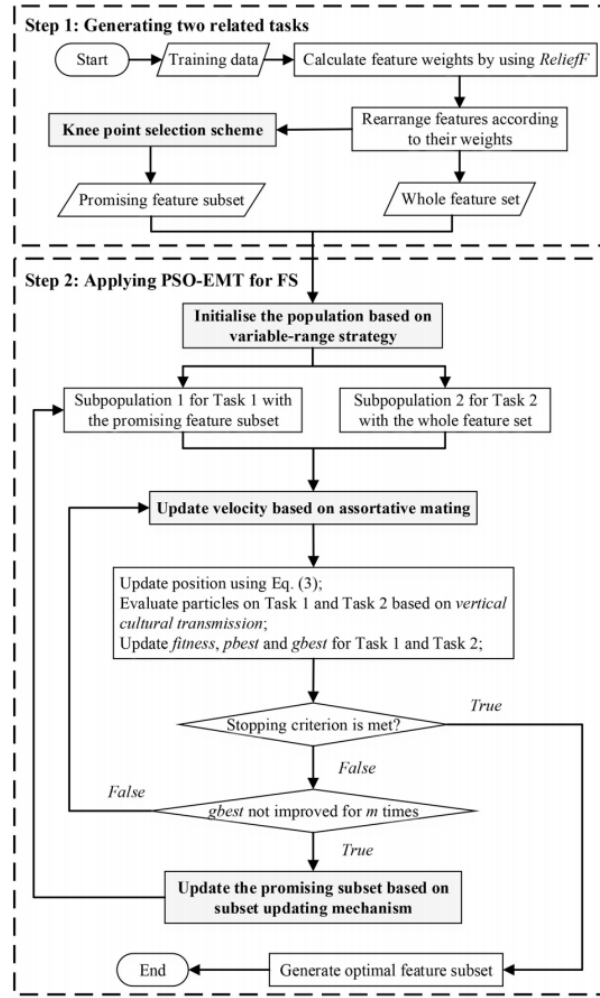 Step 1: Generating two related tasks
Start
Training data
Calculate feature weights by using ReliefF
Knee point selection scheme
Rearrange features according
to their weights
Promising feature subset
Whole feature set
Step 2: Applying PSO-EMT for FS
Initialise the population based on
variable-range strategy
Subpopulation 1 for Task 1 with
the promising feature subset
Subpopulation 2 for Task 2
with the whole feature set
Update velocity based on assortative mating
Update position using Eq. (3);
Evaluate particles on Task 1 and Task 2 based on vertical
cultural transmission;
Update fitness, pbest and gbest for Task 1 and Task 2;
Stopping criterion is met?
True
False
False
gbest not improved for m times
True
Update the promising subset based on
subset updating mechanism
End
Generate optimal feature subset